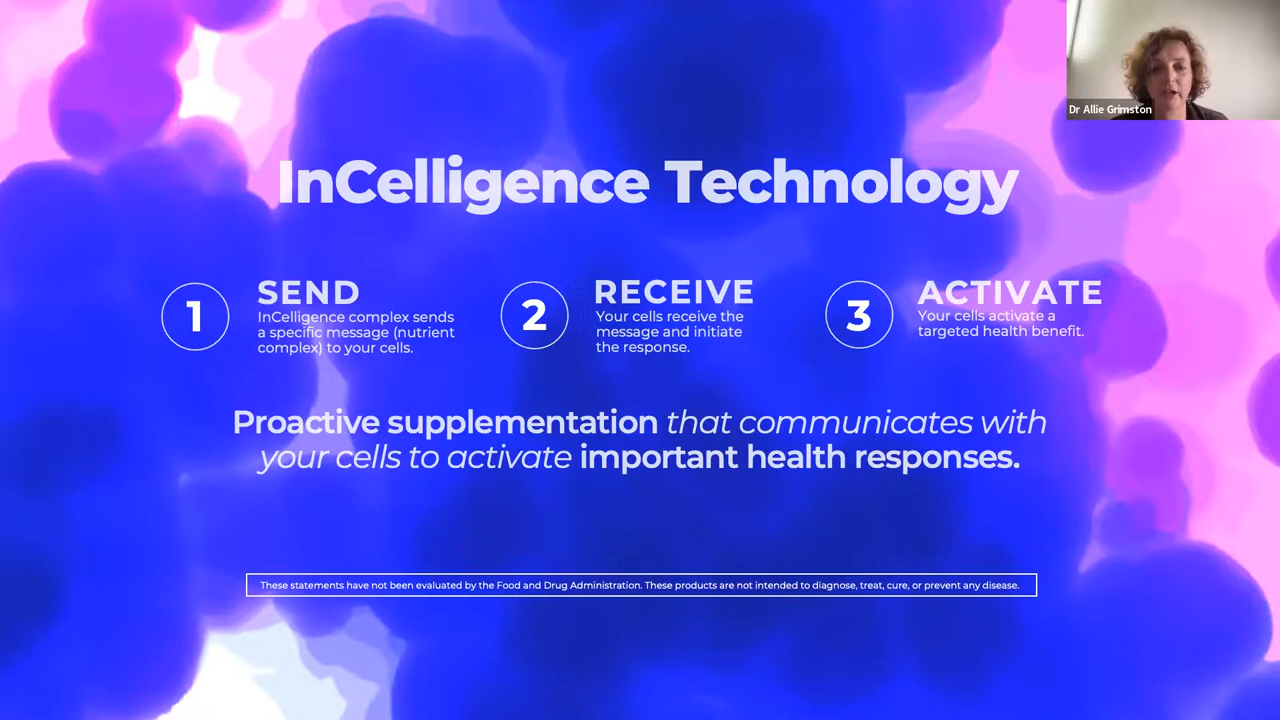 Dr Allie Grimston
InCelligence Technology
1
SEND
InCelligence complex sends
a specific message (nutrient
complex) to your cells.
2
RECEIVE
Your cells receive the
message and initiate
the response.
3
ACTIVATE
Your cells activate a
targeted health benefit.
Proactive supplementation that communicates with
your cells to activate important health responses.
These statements have not been evaluated by the Food and Drug Administration. These products are not intended to diagnose, treat, cure, or prevent any disease.